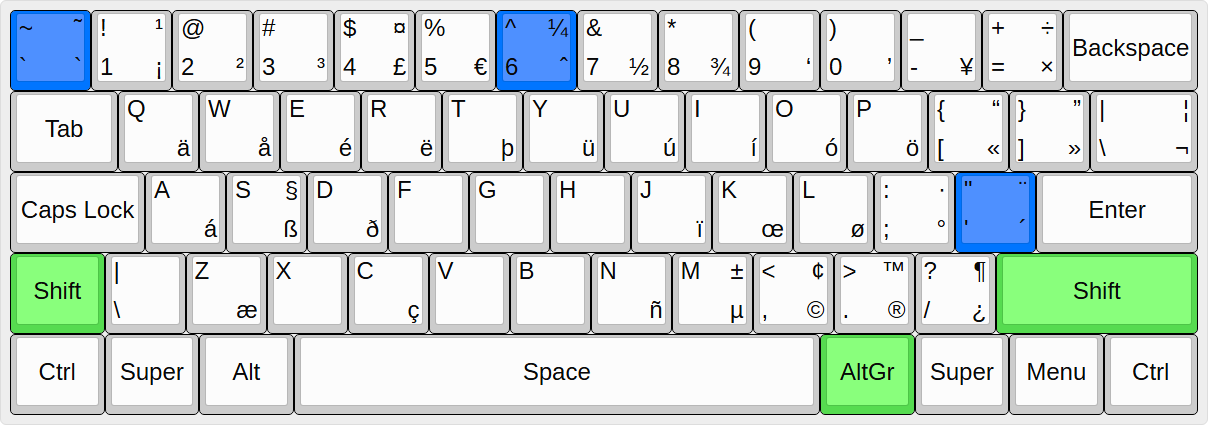 ~ ˜ ! ¹ @ # $ ¤ % ^ ¼ & * ( ) _ + ÷ Backspace
` ` 1 ¡ 2 ² 3 ³ 4 £ 5 € 6 ˆ 7 ½ 8 ¾ 9 ‘ 0 ’ - ¥ = ×
Tab Q W E R T Y U I O P { “ } ” | ¦
ä å é ë þ ü ú í ó ö [ « ] » \ ¬
Caps Lock A S § D F G H J K L : · " ¨ Enter
á ß ð ï œ ø ; ° ' ´
Shift | Z X C V B N M ± < ¢ > ™ ? ¶ Shift
\ æ ç ñ µ , © . ® / ¿
Ctrl Super Alt Space AltGr Super Menu Ctrl